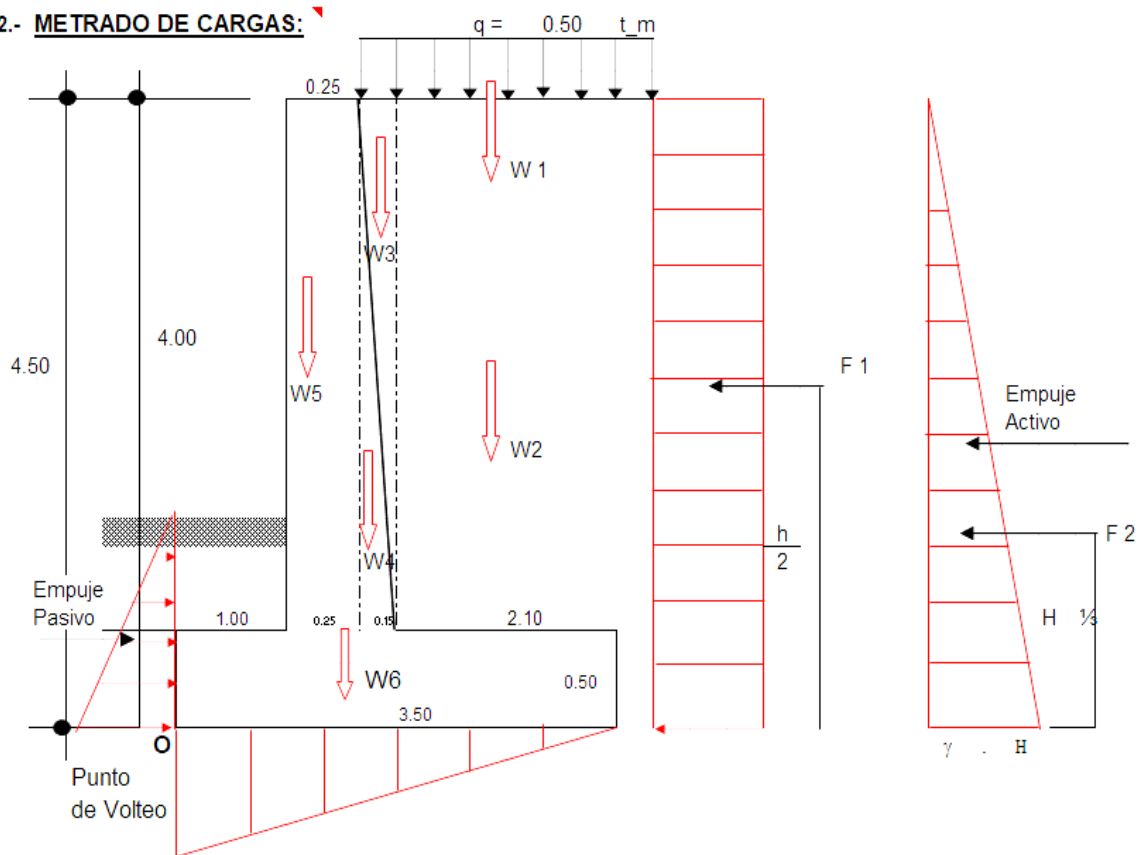 2.- METRADO DE CARGAS:
q = 0.50 t_m
0.25
W 1
W3
4.00
4.50
F 1
W5
Empuje
Activo
W2
F 2
h
2
W4
Empuje
Pasivo
1.00
0.25
0.15
2.10
H ⅓
W6
0.50
3.50
O
γ . H
Punto
de Volteo